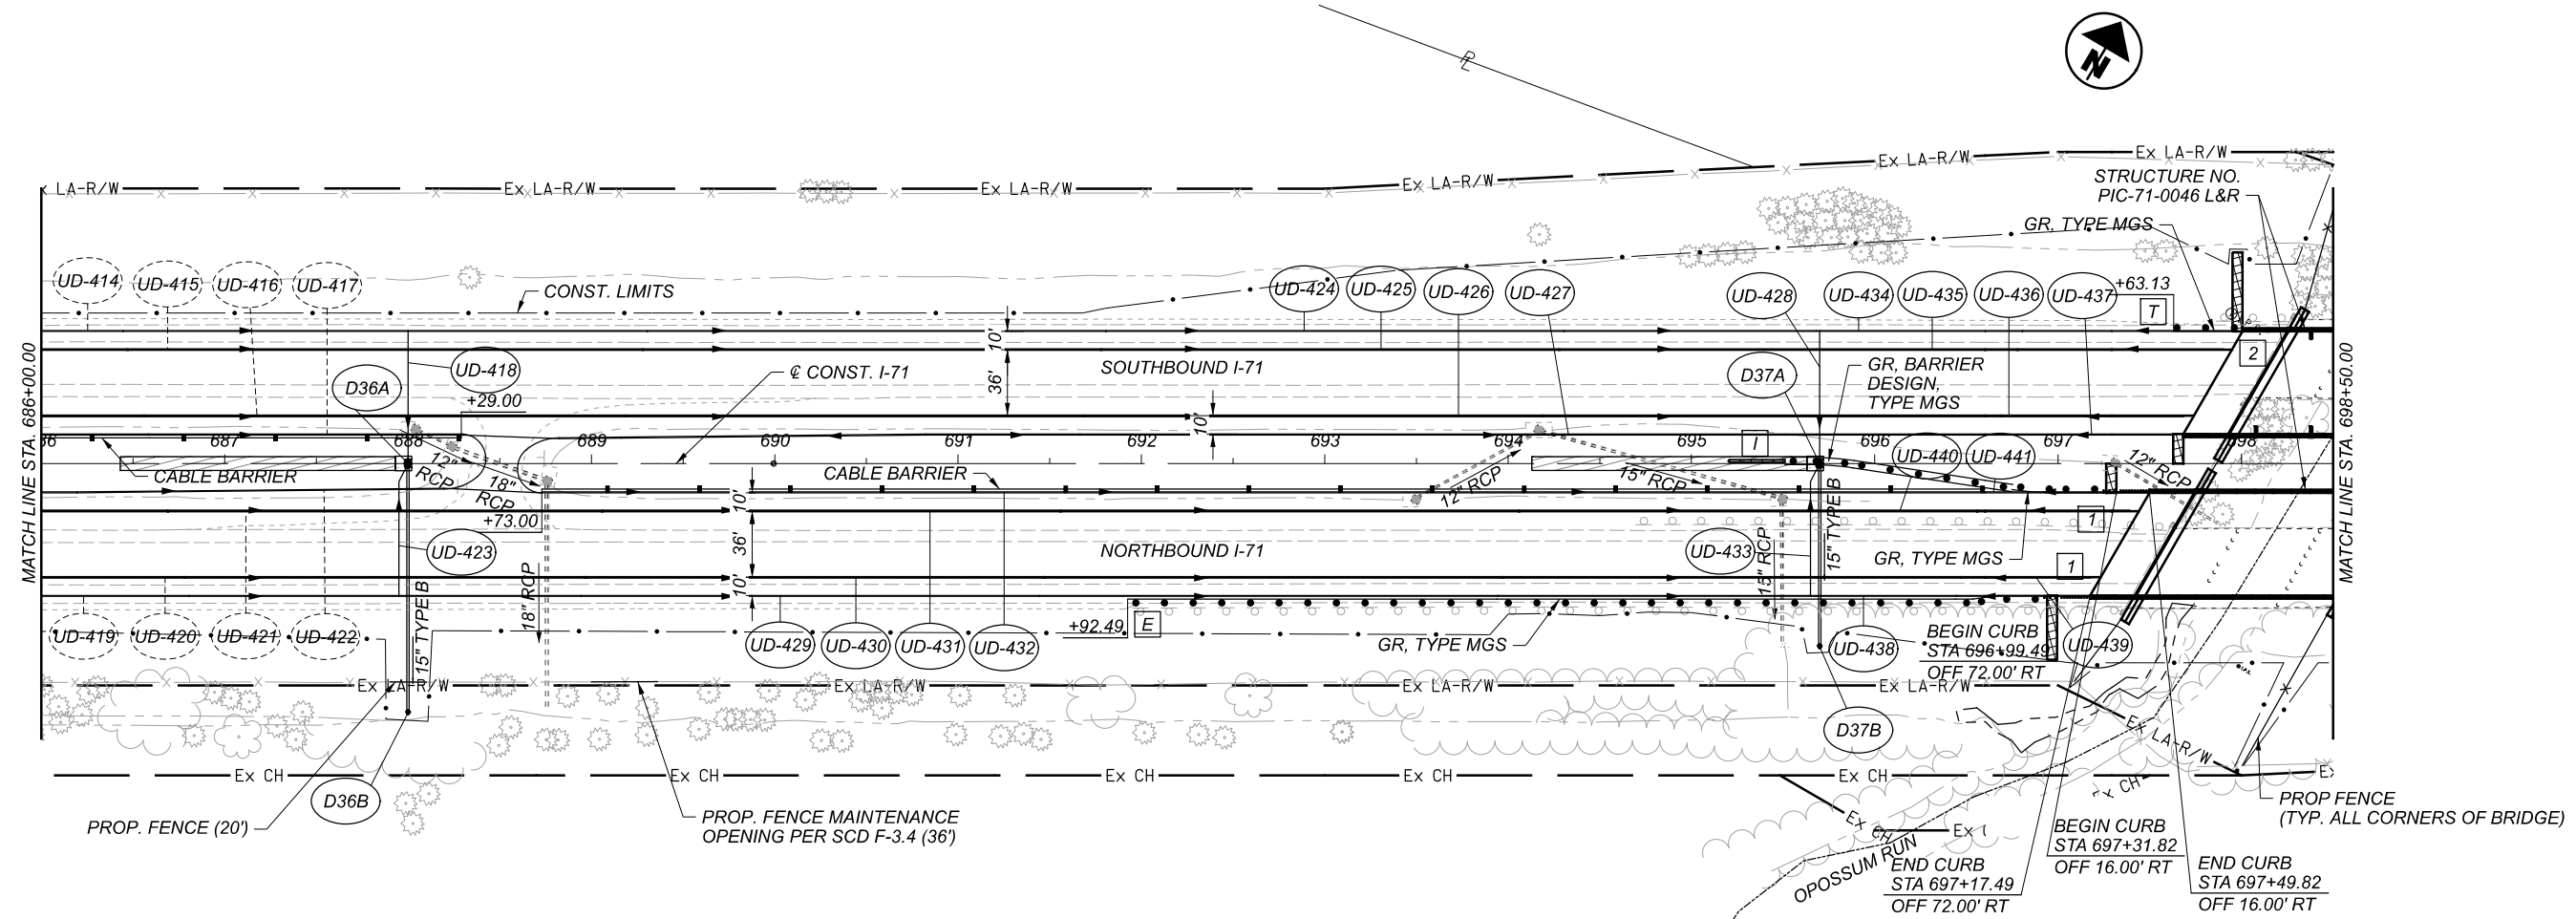 N
PL
Ex LA-R/W
Ex LA-R/W
x LA-R/W
Ex LA-R/W
Ex LA-R/W
Ex LA-R/W
STRUCTURE NO.
PIC-71-0046 L&R
GR, TYPE MGS
UD-414
UD-415
UD-416
UD-417
CONST. LIMITS
UD-424
UD-425
UD-426
UD-427
UD-428
UD-434
UD-435
UD-436
UD-437
+63.13
T
MATCH LINE STA. 686+00.00
UD-418
D36A
+29.00
℄ CONST. I-71
10'
36'
SOUTHBOUND I-71
10'
D37A
GR, BARRIER
DESIGN,
TYPE MGS
2
MATCH LINE STA. 698+50.00
86
687
688
689
690
691
692
693
694
695
696
697
698
I
UD-440
UD-441
CABLE BARRIER
12"
RCP
18"
RCP
CABLE BARRIER
12" RCP
15" RCP
12" RCP
+73.00
10'
36'
10'
UD-423
15" TYPE B
18" RCP
NORTHBOUND I-71
UD-433
15" RCP
15" TYPE B
GR, TYPE MGS
1
1
UD-419
UD-420
UD-421
UD-422
UD-429
UD-430
UD-431
UD-432
+92.49
E
GR, TYPE MGS
UD-438
BEGIN CURB
STA 696+99.49
OFF 72.00' RT
UD-439
Ex LA-R/W
Ex LA-R/W
Ex LA-R/W
Ex LA-R/W
Ex LA-R/W
D37B
Ex CH
Ex CH
Ex CH
Ex CH
Ex CH
Ex CH
D36B
PROP. FENCE (20')
PROP. FENCE MAINTENANCE
OPENING PER SCD F-3.4 (36')
PROP FENCE
(TYP. ALL CORNERS OF BRIDGE)
Ex CH
OPOSSUM RUN
END CURB
STA 697+17.49
OFF 72.00' RT
BEGIN CURB
STA 697+31.82
OFF 16.00' RT
END CURB
STA 697+49.82
OFF 16.00' RT